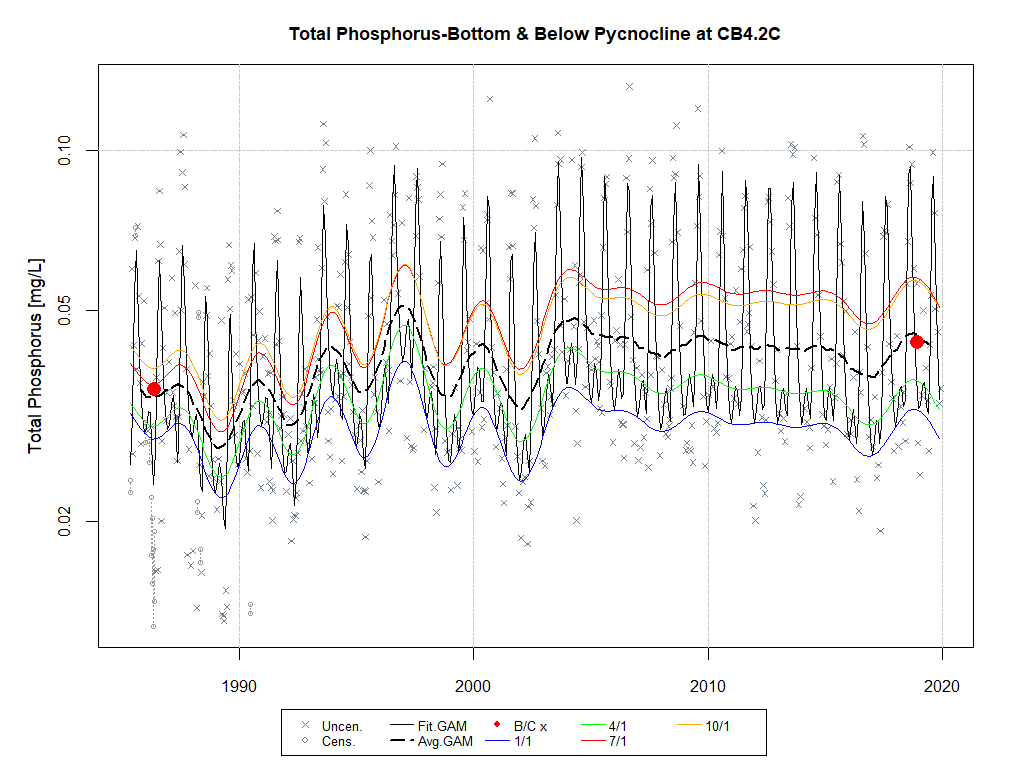 Total Phosphorus-Bottom & Below Pycnocline at CB4.2C
Total Phosphorus [mg/L]
0.10
0.05
0.02
1990 2000 2010 2020
Uncen. Fit.GAM B/C x 4/1 10/1
Cens. Avg.GAM 1/1 7/1